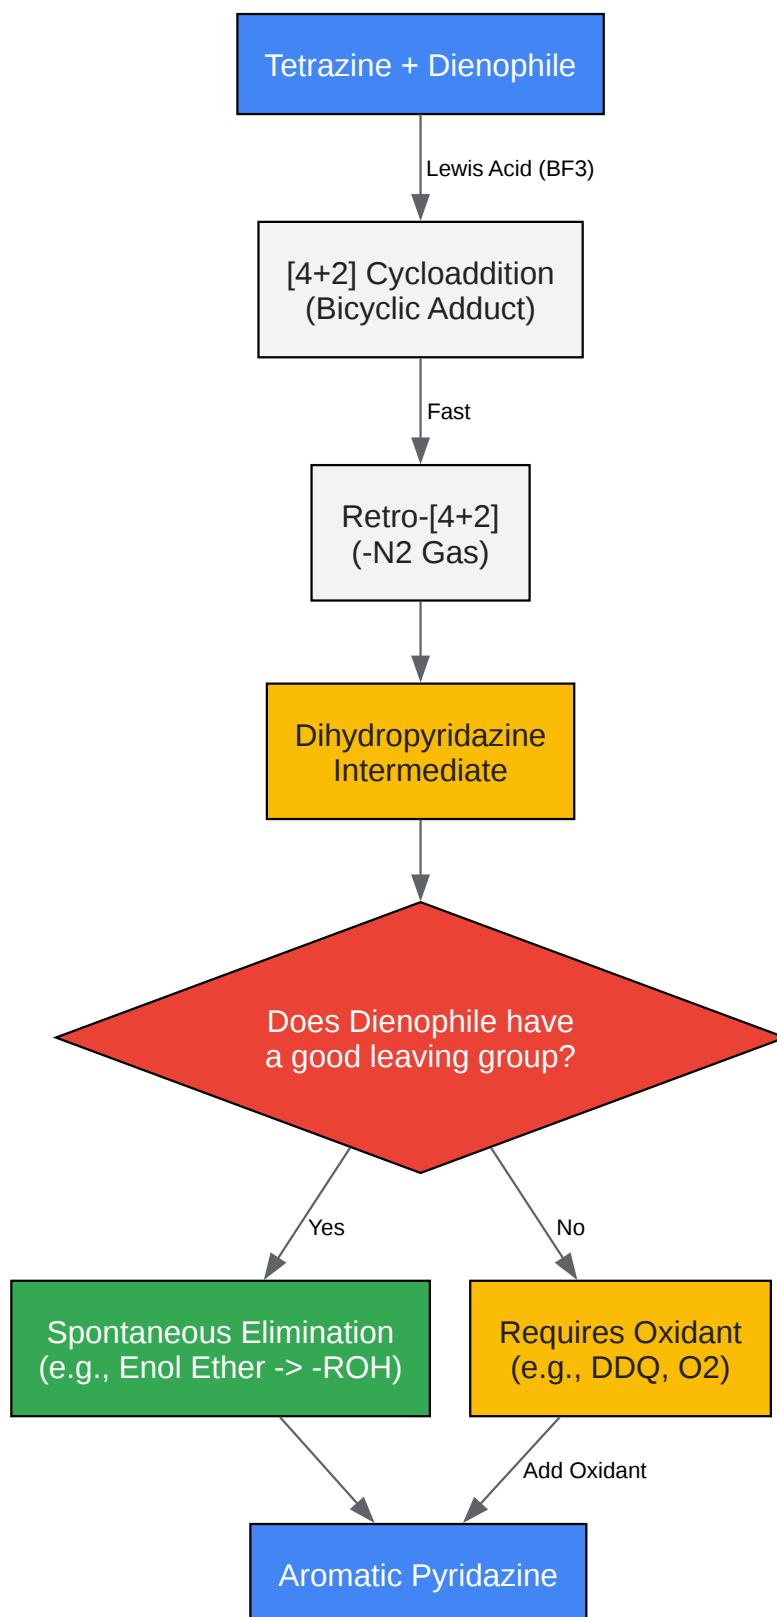 Tetrazine + Dienophile
Lewis Acid (BF3)
[4+2] Cycloaddition
(Bicyclic Adduct)
Fast
Retro-[4+2]
(-N2 Gas)
Dihydropyridazine
Intermediate
Does Dienophile have
a good leaving group?
Yes
No
Spontaneous Elimination
(e.g., Enol Ether -> -ROH)
Requires Oxidant
(e.g., DDQ, O2)
Add Oxidant
Aromatic Pyridazine